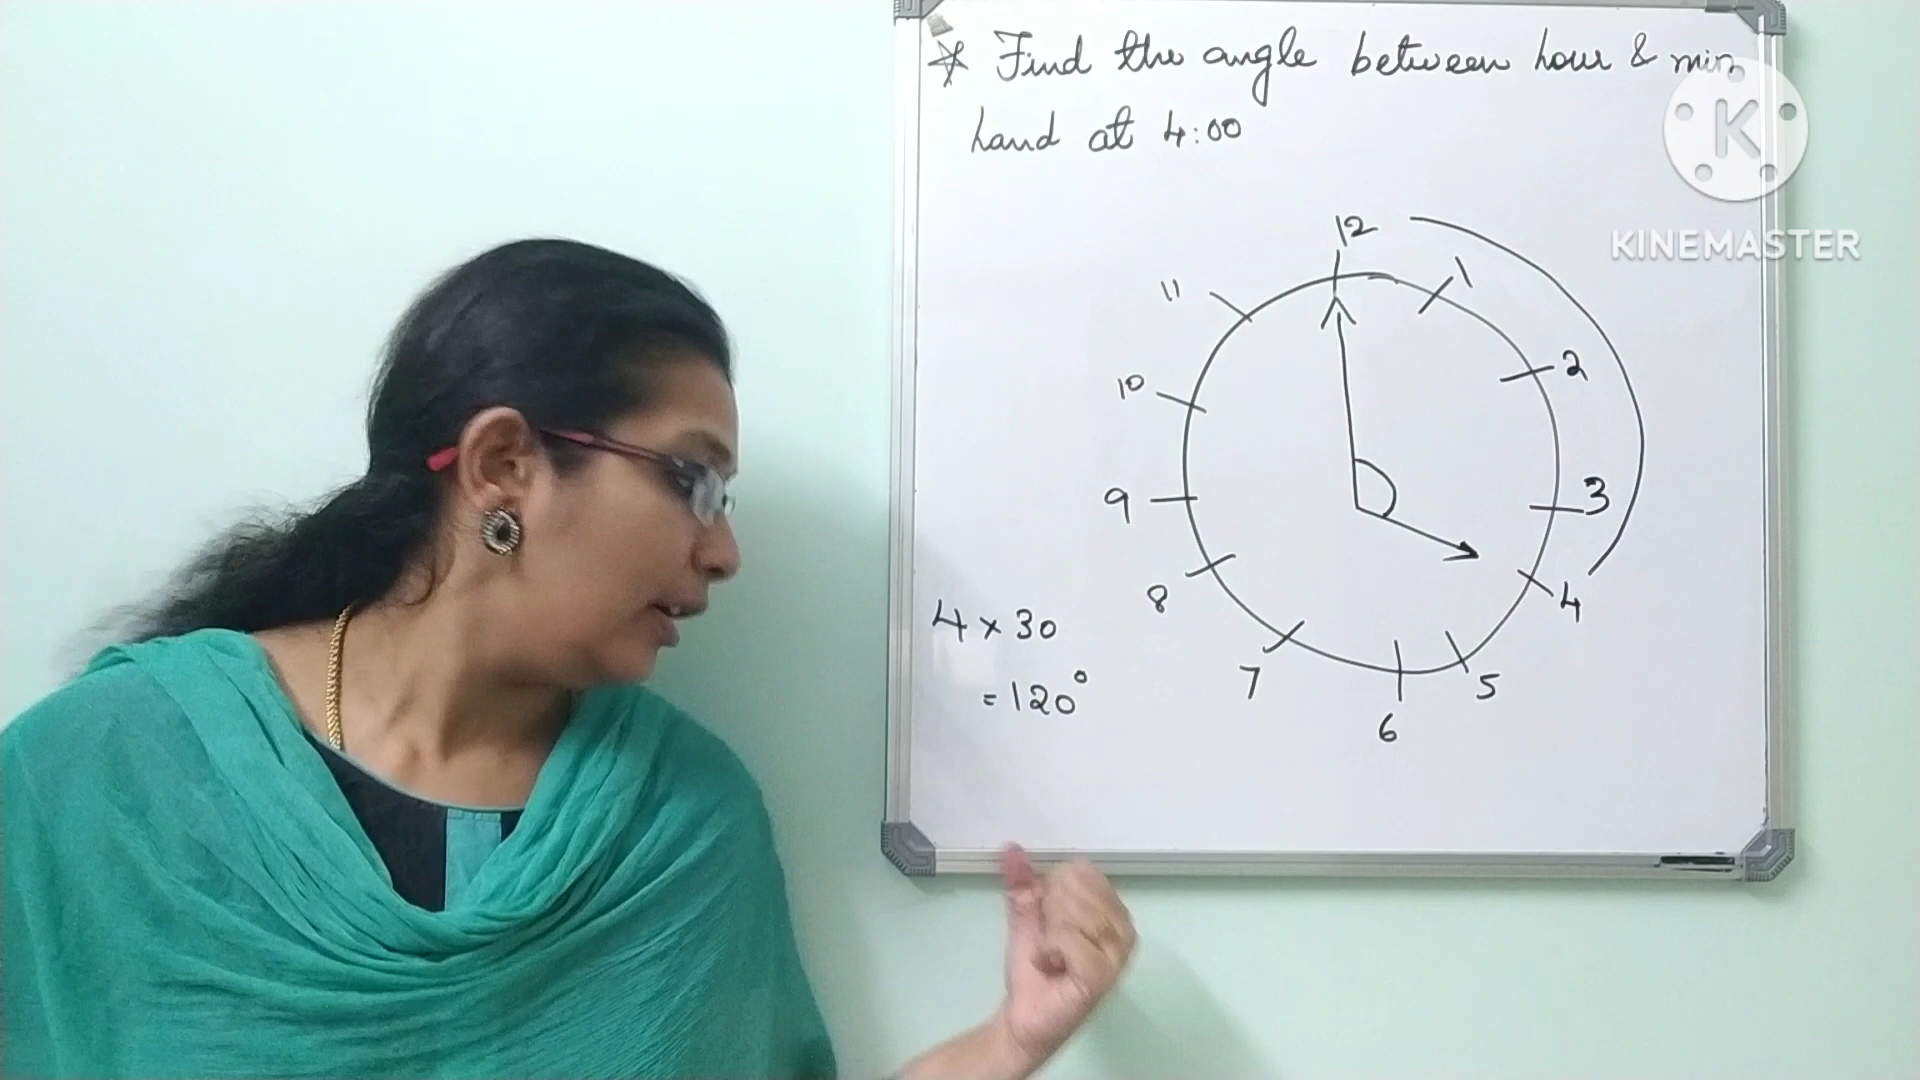 * Find the angle between hour & min
hand at 4:00
K
KINEMASTER
12
11
1
10
2
9
3
8
4
7
5
6
4 × 30
= 120°